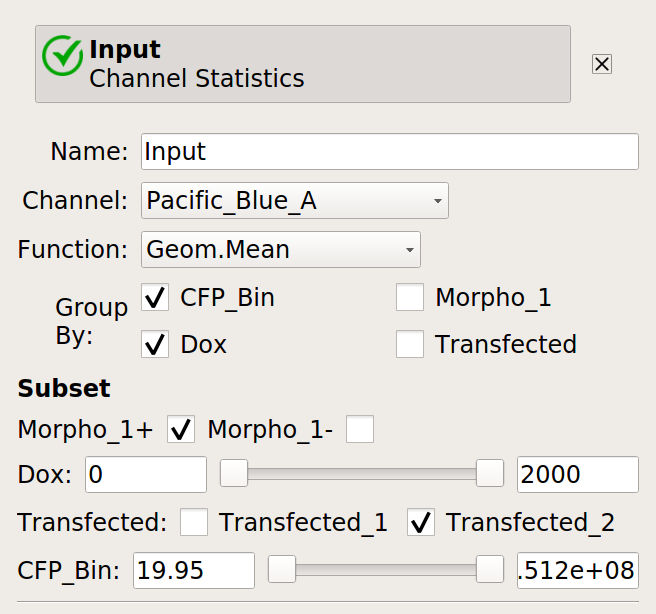 Input
Channel Statistics
Name: Input
Channel: Pacific_Blue_A
Function: Geom.Mean
Group By:
CFP_Bin Morpho_1
Dox Transfected
Subset
Morpho_1+ Morpho_1-
Dox: 0 2000
Transfected: Transfected_1 Transfected_2
CFP_Bin: 19.95 .512e+08